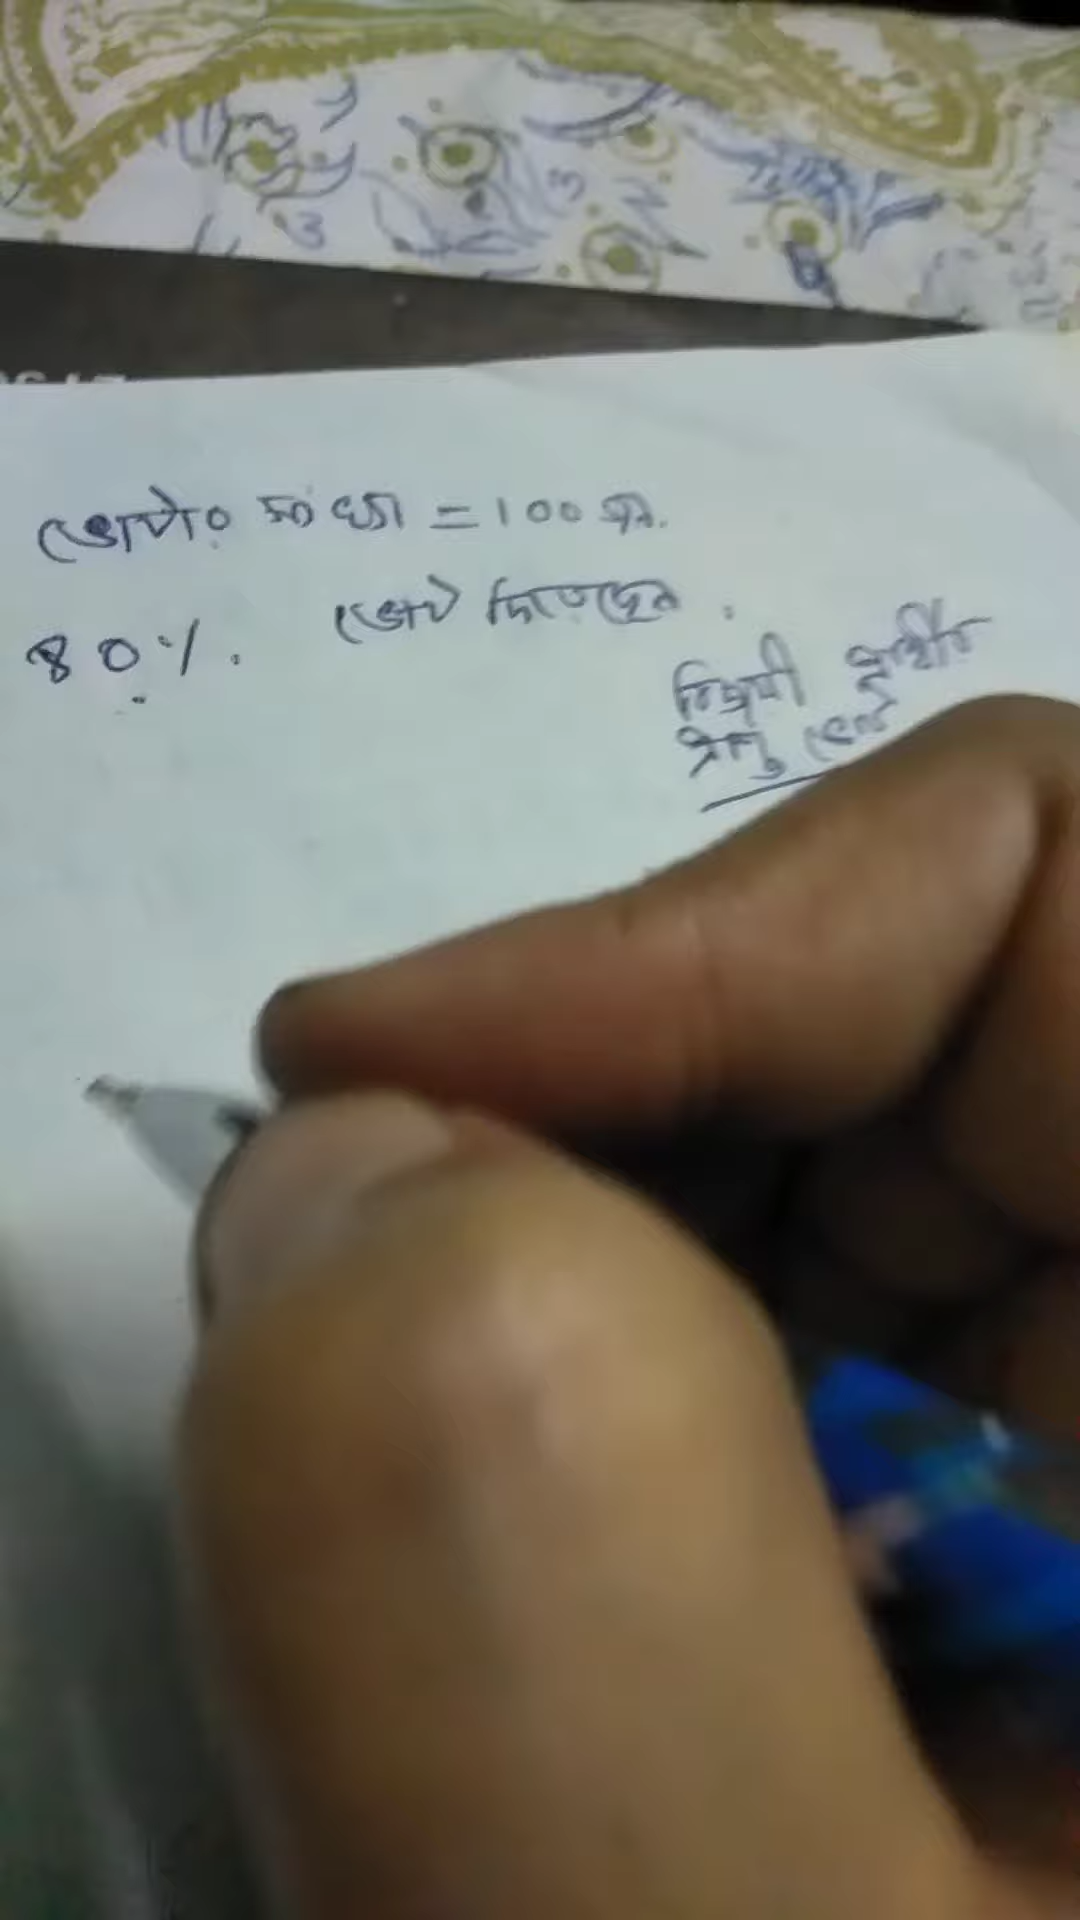 ভোটার সংখ্যা = 100 জন.
80%. ভোট দিয়েছেন.
বিজয়ী প্রার্থীর
প্রাপ্ত